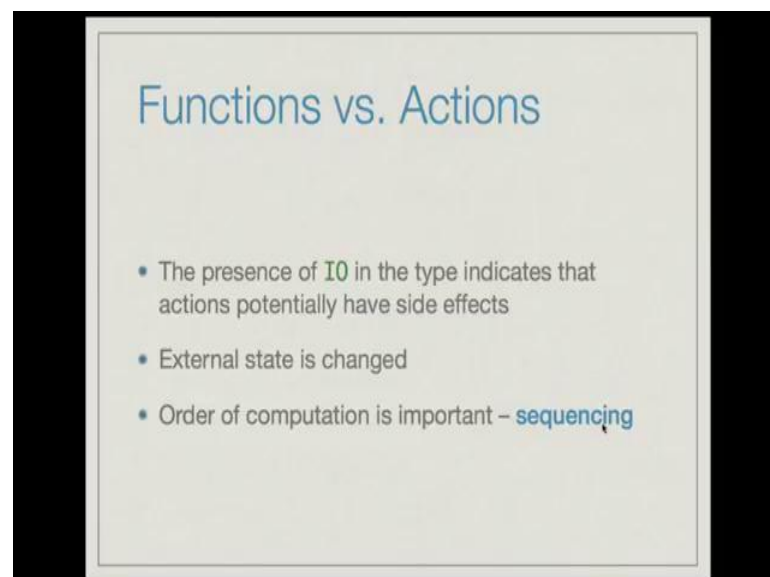 Functions vs. Actions
• The presence of IO in the type indicates that
actions potentially have side effects
• External state is changed
• Order of computation is important – sequencing